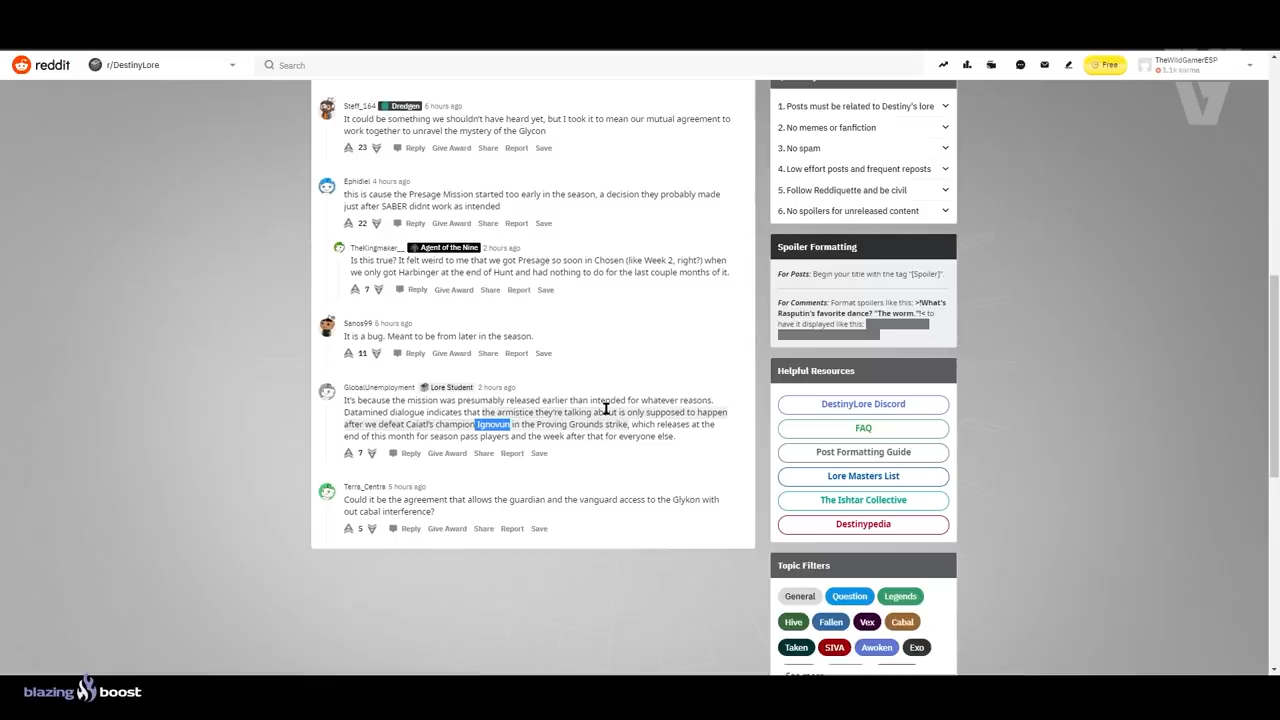 reddit
r/DestinyLore
Search
Free
TheWildGamerESP
1.1k karma
Steff_164 Dredgen 6 hours ago
It could be something we shouldn't have heard yet, but I took it to mean our mutual agreement to
work together to unravel the mystery of the Glycon
23 Reply Give Award Share Report Save
Ephidiel 4 hours ago
this is cause the Presage Mission started too early in the season, a decision they probably made
just after SABER didnt work as intended
22 Reply Give Award Share Report Save
TheKingmaker__ Agent of the Nine 2 hours ago
Is this true? It felt weird to me that we got Presage so soon in Chosen (like Week 2, right?) when
we only got Harbinger at the end of Hunt and had nothing to do for the last couple months of it.
7 Reply Give Award Share Report Save
Sanos99 5 hours ago
It is a bug. Meant to be from later in the season.
11 Reply Give Award Share Report Save
GlobalUnemployment Lore Student 2 hours ago
It's because the mission was presumably released earlier than intended for whatever reasons.
Datamined dialogue indicates that the armistice they're talking about is only supposed to happen
after we defeat Caiatl's champion Ignovun in the Proving Grounds strike, which releases at the
end of this month for season pass players and the week after that for everyone else.
7 Reply Give Award Share Report Save
Terra_Centra 5 hours ago
Could it be the agreement that allows the guardian and the vanguard access to the Glykon with
out cabal interference?
5 Reply Give Award Share Report Save
1. Posts must be related to Destiny's lore
2. No memes or fanfiction
3. No spam
4. Low effort posts and frequent reposts
5. Follow Reddiquette and be civil
6. No spoilers for unreleased content
Spoiler Formatting
For Posts: Begin your title with the tag "[Spoiler]".
For Comments: Format spoilers like this: >!What's
Rasputin's favorite dance? "The worm."!< to
have it displayed like this:
Helpful Resources
DestinyLore Discord
FAQ
Post Formatting Guide
Lore Masters List
The Ishtar Collective
Destinypedia
Topic Filters
General Question Legends
Hive Fallen Vex Cabal
Taken SIVA Awoken Exo
blazing boost